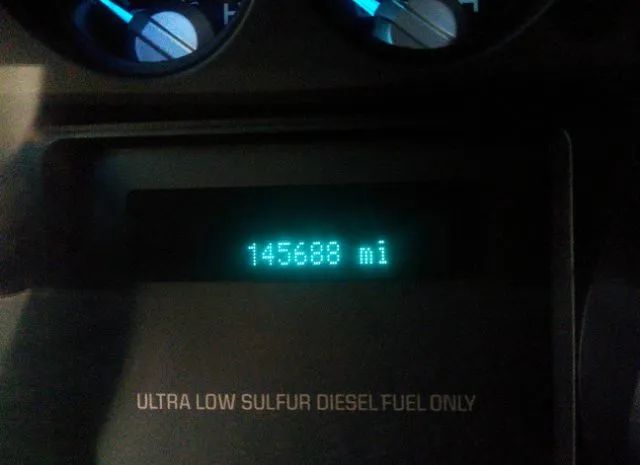 H
145688 mi
ULTRA LOW SULFUR DIESEL FUEL ONLY